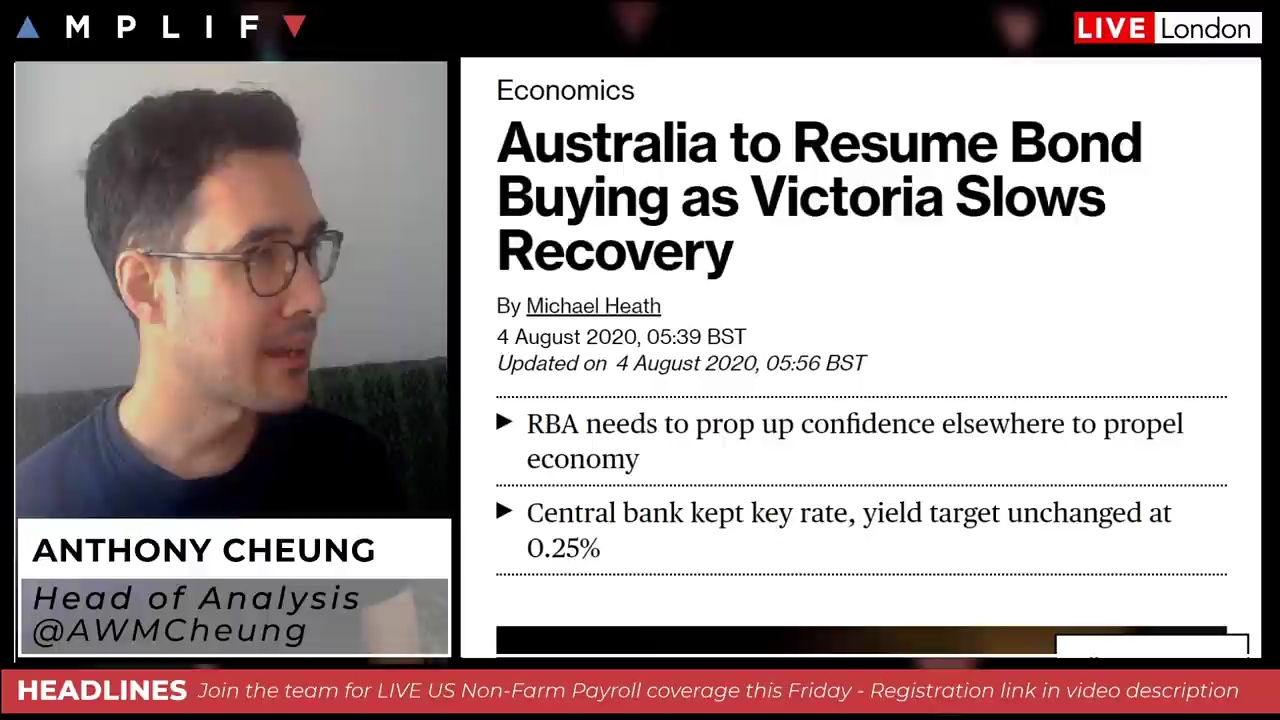 ▲ M P L I F ▼
LIVE London
Economics
Australia to Resume Bond
Buying as Victoria Slows
Recovery
By Michael Heath
4 August 2020, 05:39 BST
Updated on 4 August 2020, 05:56 BST
▶ RBA needs to prop up confidence elsewhere to propel
economy
▶ Central bank kept key rate, yield target unchanged at
0.25%
ANTHONY CHEUNG
Head of Analysis
@AWMCheung
HEADLINES Join the team for LIVE US Non-Farm Payroll coverage this Friday - Registration link in video description